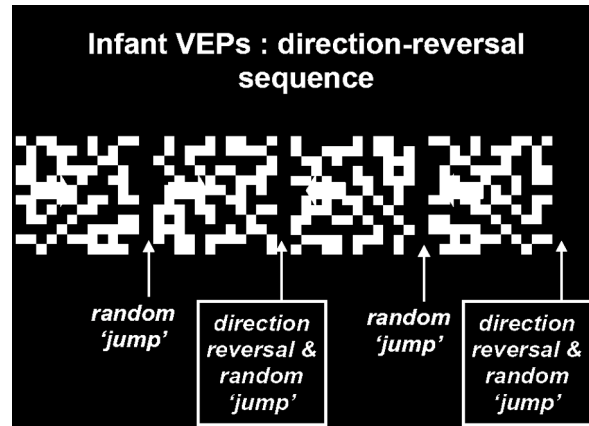 Infant VEPs : direction-reversal
sequence
random
‘jump’
direction
reversal &
random
‘jump’
random
‘jump’
direction
reversal &
random
‘jump’